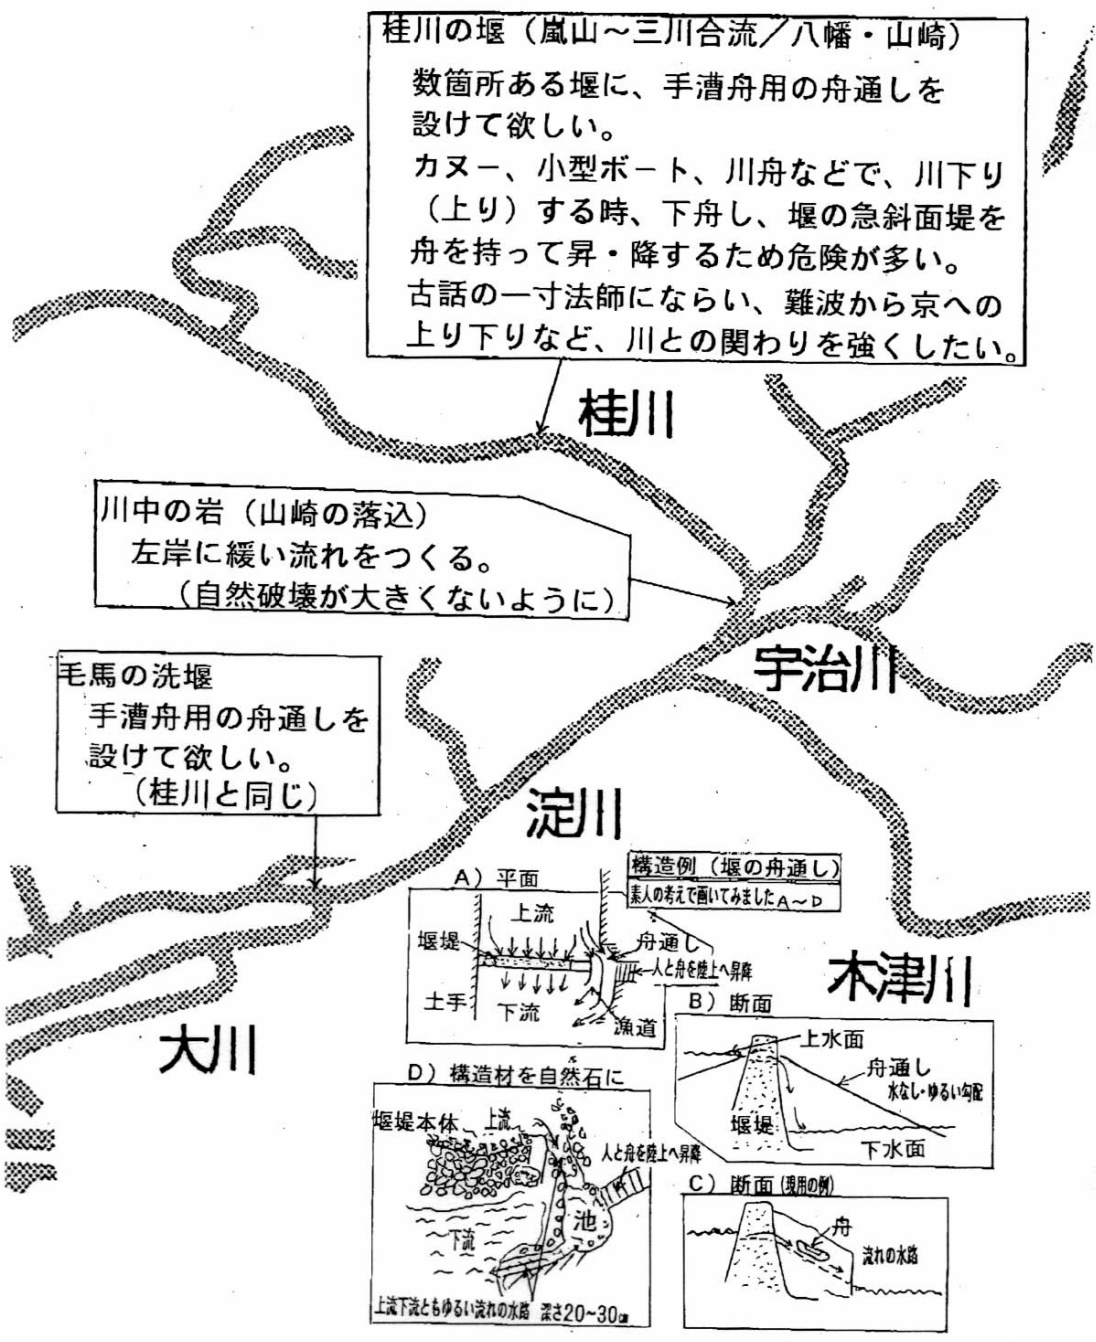 桂川の堰（嵐山～三川合流／八幡・山崎）
数箇所ある堰に、手漕舟用の舟通しを
設けて欲しい。
カヌー、小型ボート、川舟などで、川下り
（上り）する時、下舟し、堰の急斜面堤を
舟を持って昇・降するため危険が多い。
古話の一寸法師にならい、難波から京への
上り下りなど、川との関わりを強くしたい。
桂川
川中の岩（山崎の落込）
左岸に緩い流れをつくる。
（自然破壊が大きくないように）
宇治川
毛馬の洗堰
手漕舟用の舟通しを
設けて欲しい。
（桂川と同じ）
淀川
木津川
大川
構造例（堰の舟通し）
素人の考えで画いてみましたA～D
A）平面
上流
堰堤
舟通し
人と舟を陸上へ昇降
土手
下流
漁道
B）断面
上水面
舟通し
水なし・ゆるい勾配
堰堤
下水面
C）断面（現用の例）
舟
流れの水路
D）構造材を自然石に
堰堤本体
上流
人と舟を陸上へ昇降
池
下流
上流下流ともゆるい流れの水路 深さ20～30㎝